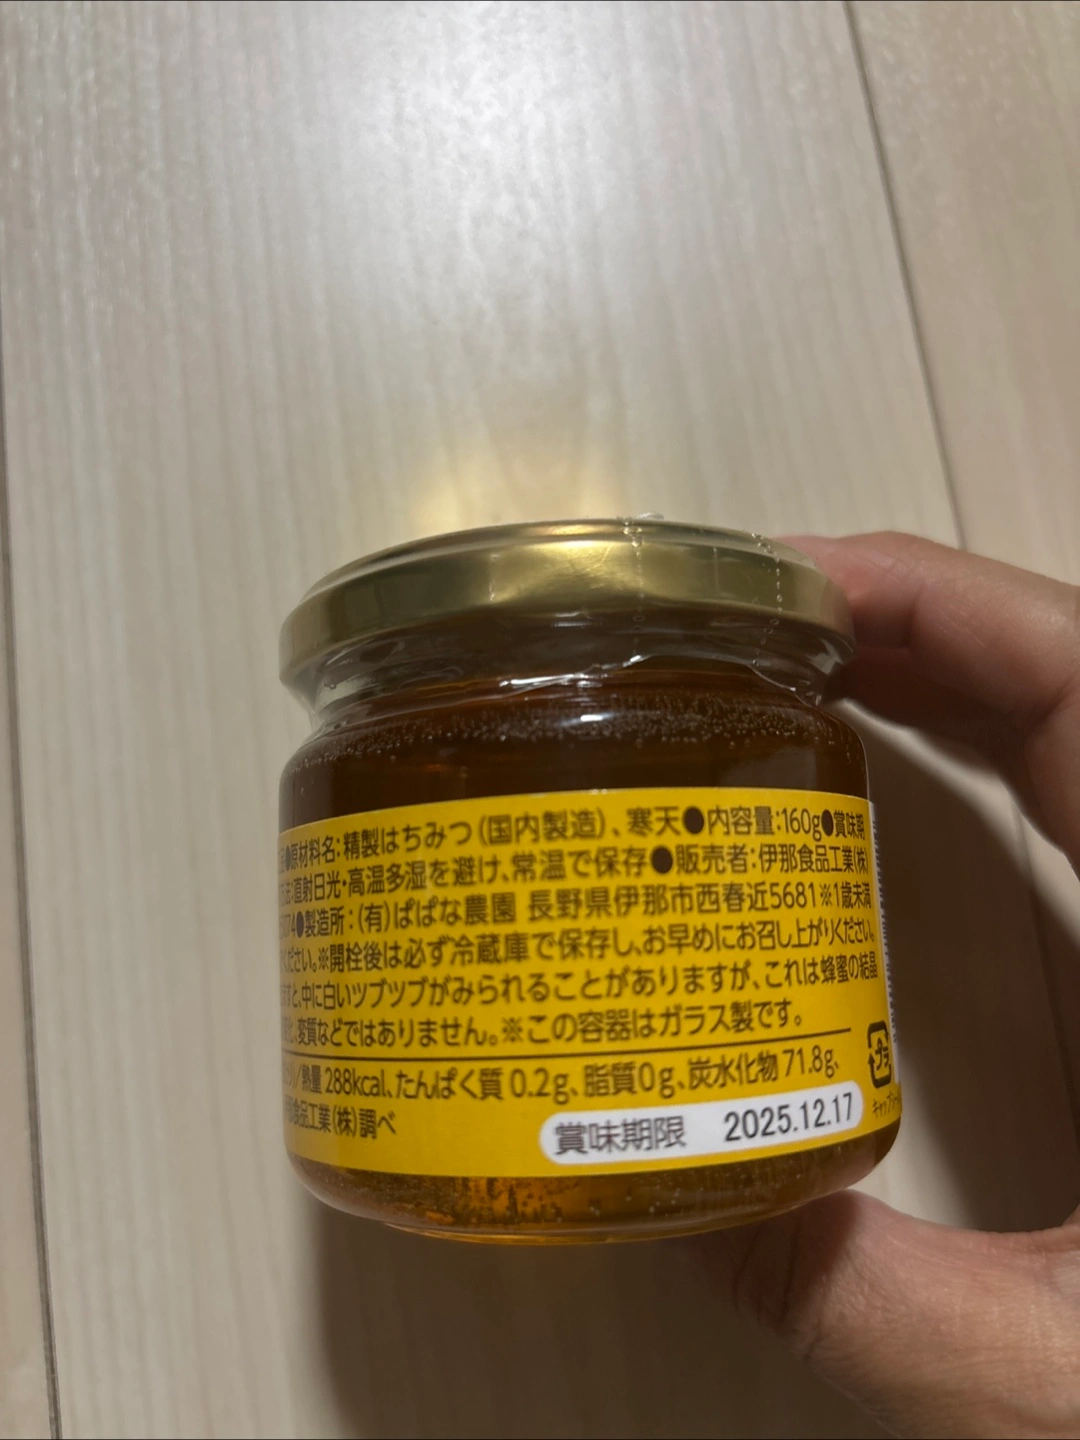 ●原材料名:精製はちみつ(国内製造)、寒天●内容量:160g●賞味期
法:直射日光・高温多湿を避け、常温で保存●販売者:伊那食品工業(株)
074●製造所:(有)ぱぱな農園 長野県伊那市西春近5681※1歳未満
ください。※開栓後は必ず冷蔵庫で保存し、お早めにお召し上がりください。
ますと、中に白いツブツブがみられることがありますが、これは蜂蜜の結晶
変質などではありません。※この容器はガラス製です。
/熱量288kcal、たんぱく質0.2g、脂質0g、炭水化物71.8g、
食品工業(株)調べ
賞味期限 2025.12.17
プラ